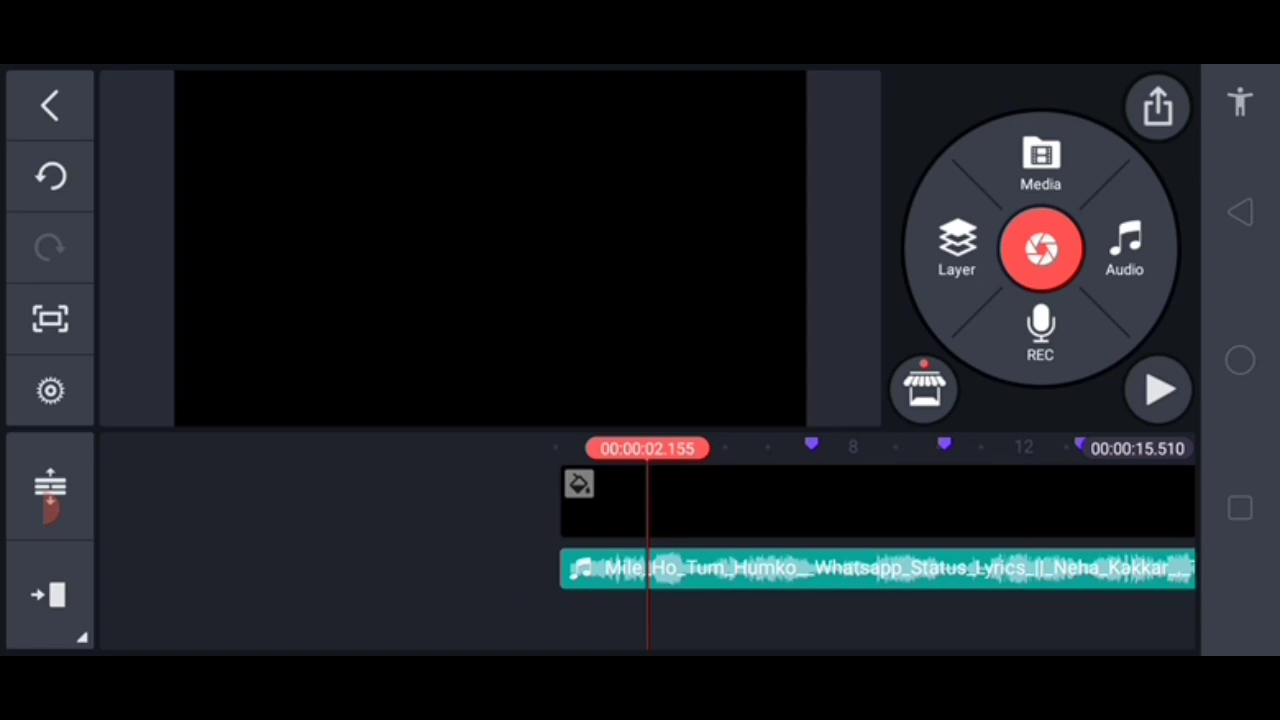 Media
Layer
Audio
REC
00:00:02.155
8
12
00:00:15.510
Mile_Ho_Tum_Humko__Whatsapp_Status_Lyrics_||_Neha_Kakkar_